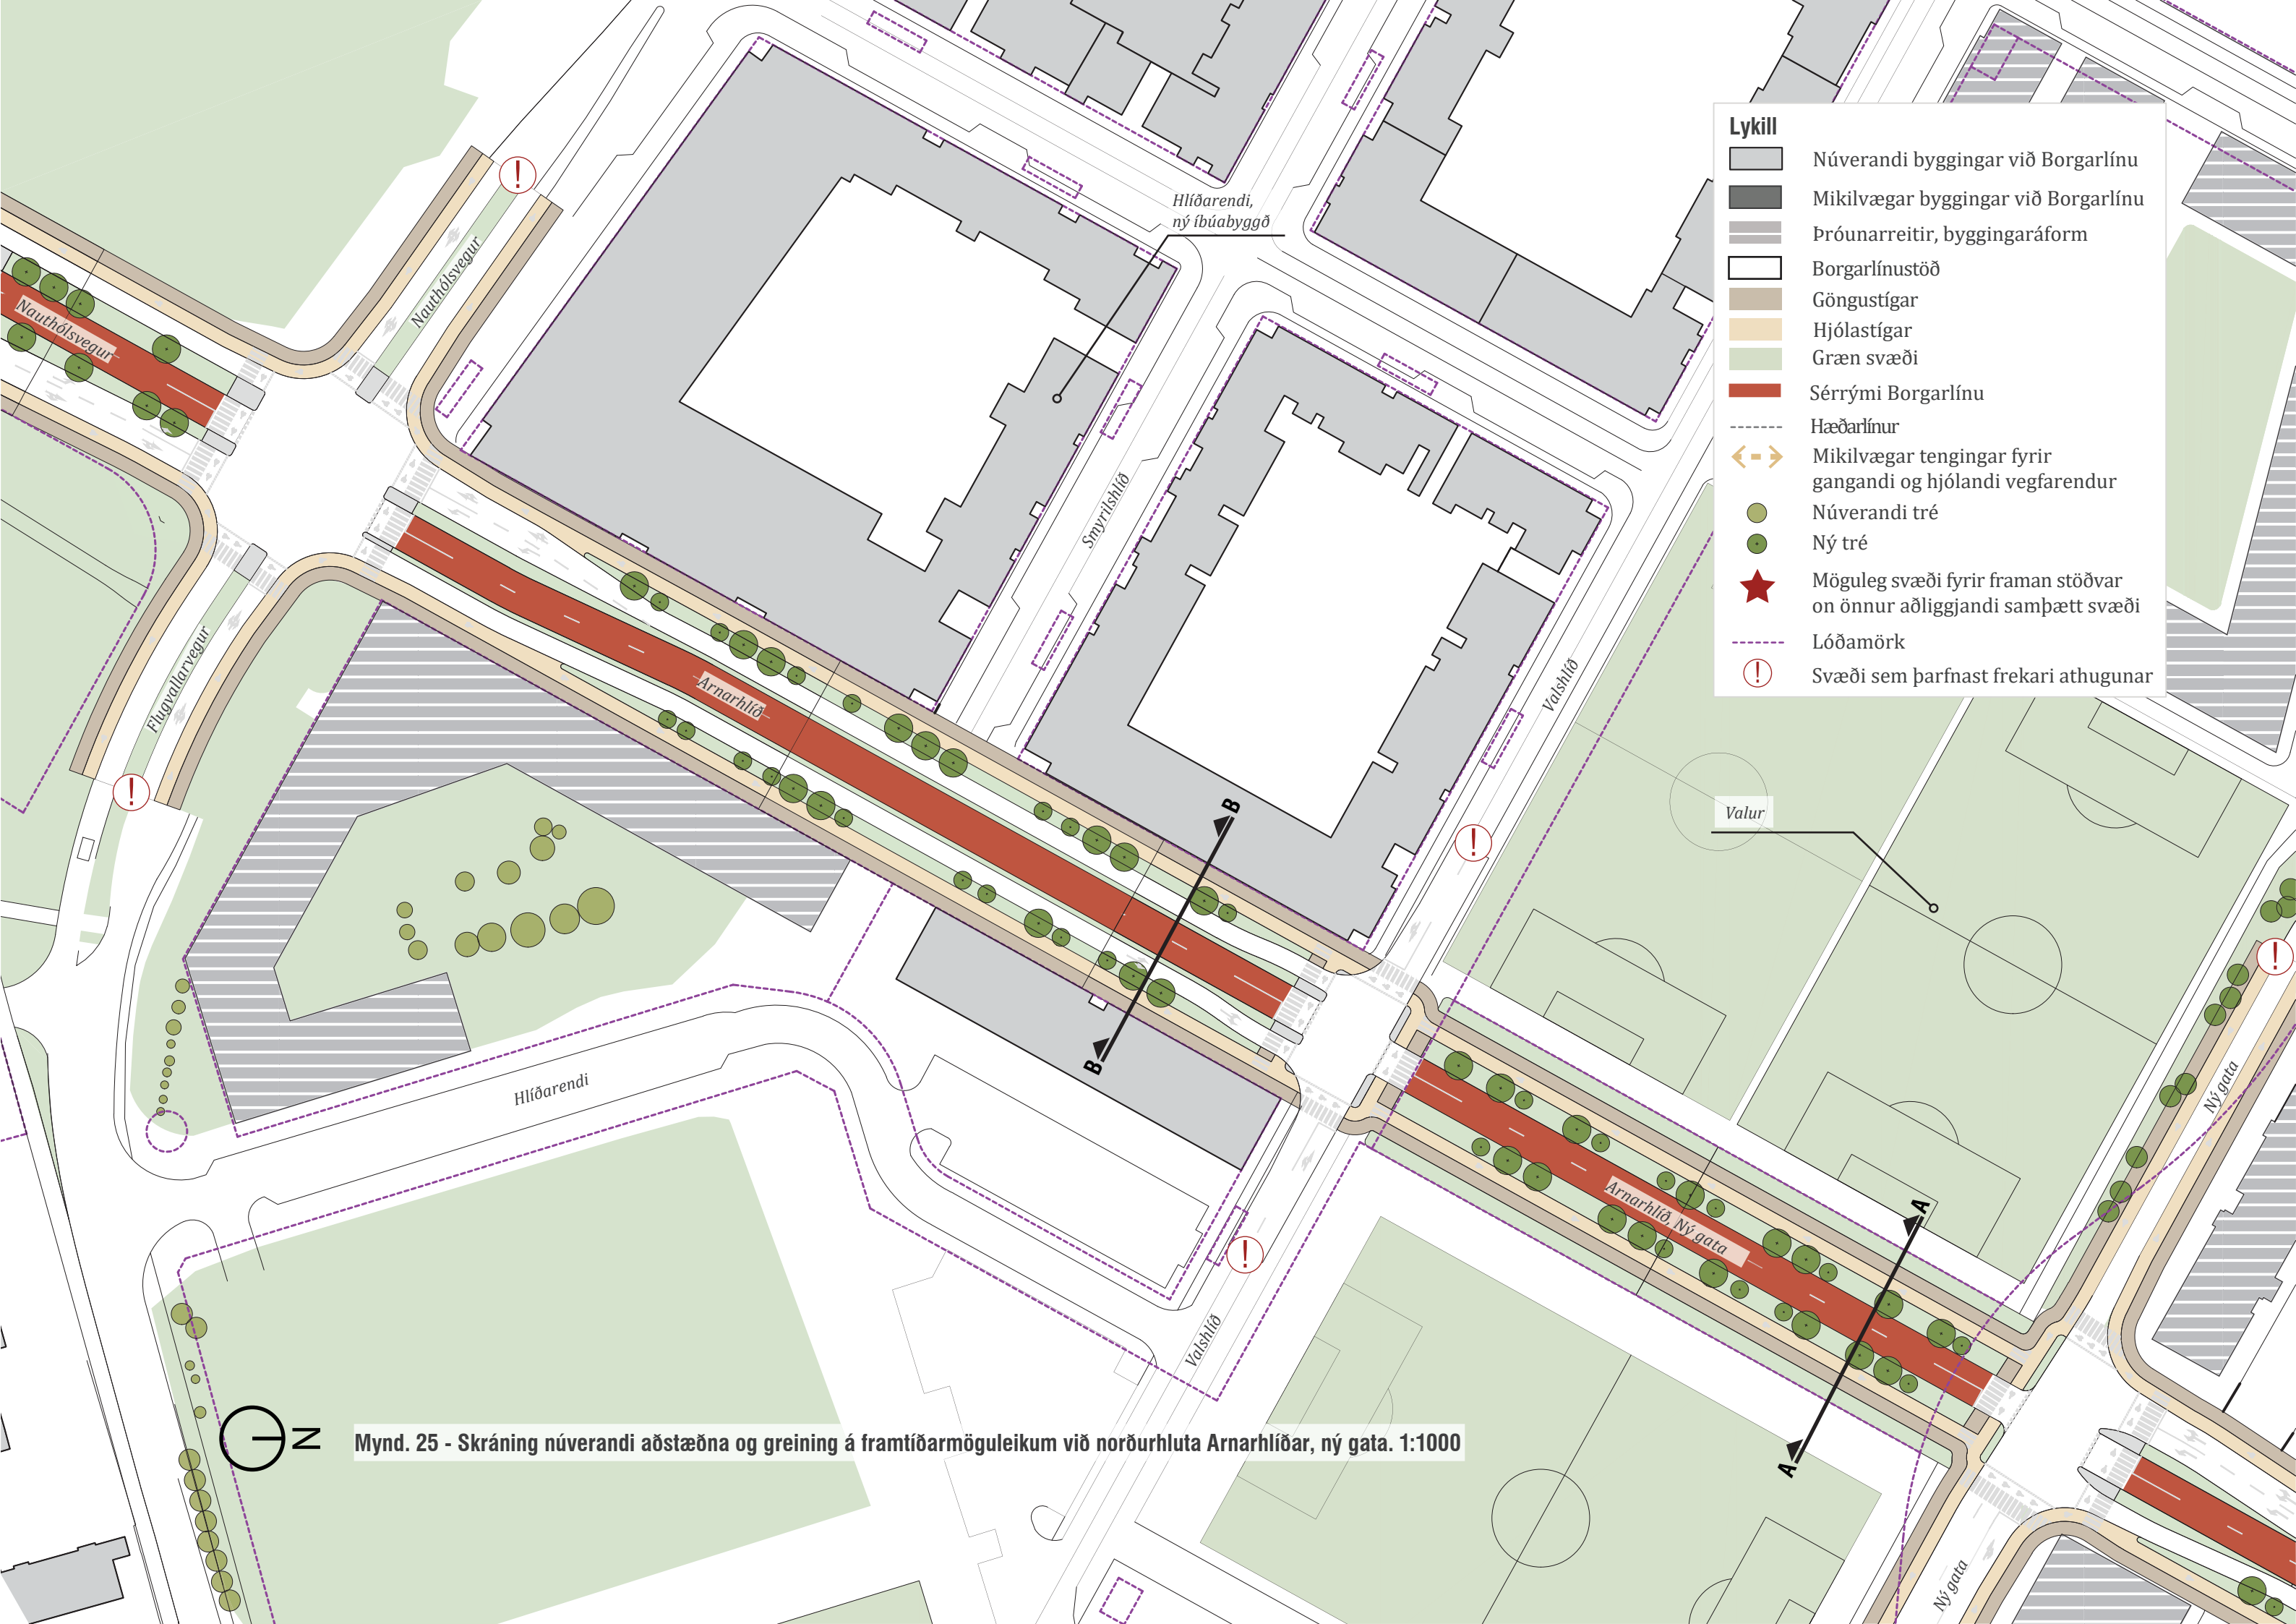 Hlíðarendi,
ný íbúabyggð
Nauthólsvegur
Nauthólsvegur
Smyrilshlíð
Flugvallarvegur
Arnarhlíð
Valshlíð
B
B
Valur
Hlíðarendi
Ný gata
Arnarhlíð, Ný gata
A
A
Valshlíð
Ný gata
Lykill
Núverandi byggingar við Borgarlínu
Mikilvægar byggingar við Borgarlínu
Þróunarreitir, byggingaráform
Borgarlínustöð
Göngustígar
Hjólastígar
Græn svæði
Sérrými Borgarlínu
Hæðarlínur
Mikilvægar tengingar fyrir
gangandi og hjólandi vegfarendur
Núverandi tré
Ný tré
Möguleg svæði fyrir framan stöðvar
on önnur aðliggjandi samþætt svæði
Lóðamörk
! Svæði sem þarfnast frekari athugunar
!
!
!
!
!
N
Mynd. 25 - Skráning núverandi aðstæðna og greining á framtíðarmöguleikum við norðurhluta Arnarhlíðar, ný gata. 1:1000